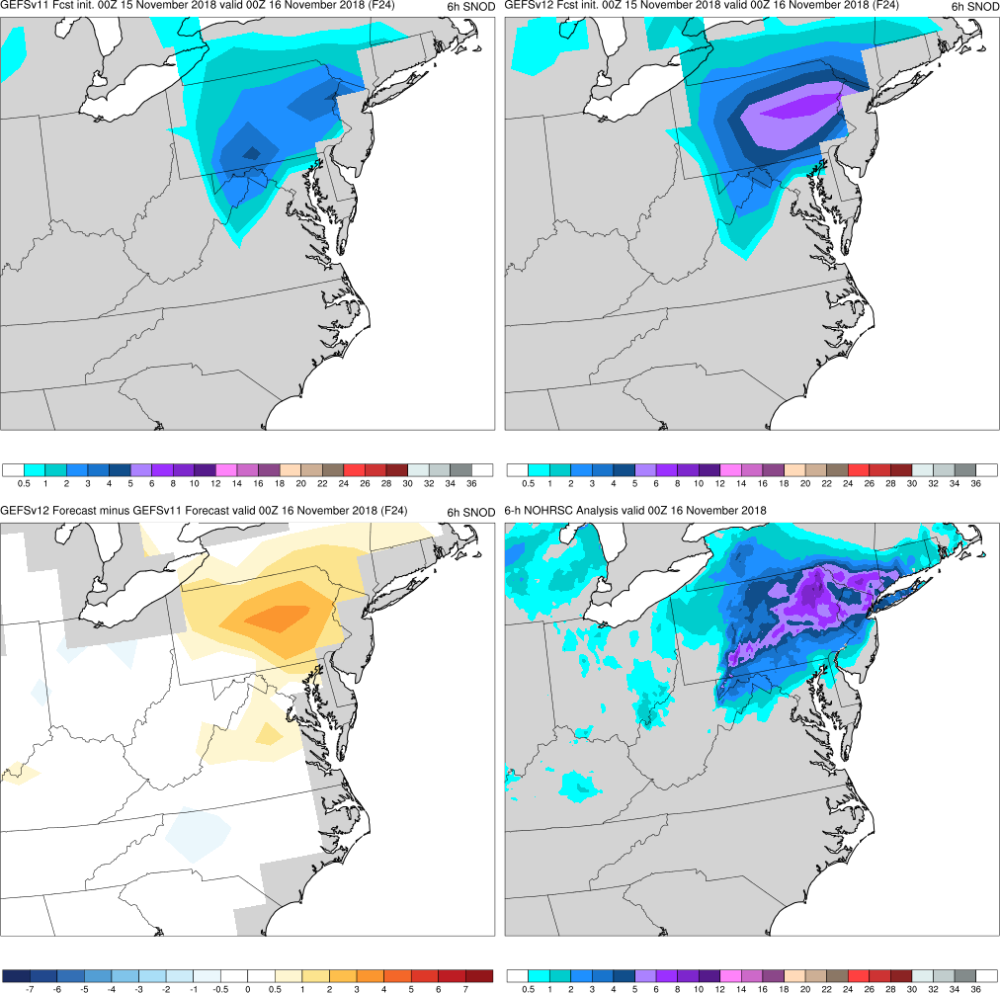 GEFSv11 Fcst init. 00Z 15 November 2018 valid 00Z 16 November 2018 (F24) 6h SNOD
GEFSv12 Fcst init. 00Z 15 November 2018 valid 00Z 16 November 2018 (F24) 6h SNOD
0.5 1 2 3 4 5 6 8 10 12 14 16 18 20 22 24 26 28 30 32 34 36
0.5 1 2 3 4 5 6 8 10 12 14 16 18 20 22 24 26 28 30 32 34 36
GEFSv12 Forecast minus GEFSv11 Forecast valid 00Z 16 November 2018 (F24) 6h SNOD
6-h NOHRSC Analysis valid 00Z 16 November 2018
-7 -6 -5 -4 -3 -2 -1 -0.5 0 0.5 1 2 3 4 5 6 7
0.5 1 2 3 4 5 6 8 10 12 14 16 18 20 22 24 26 28 30 32 34 36